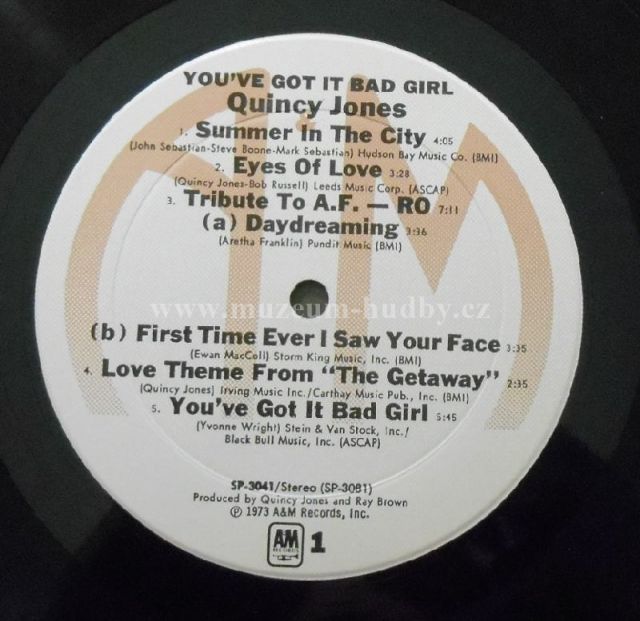 YOU'VE GOT IT BAD GIRL
Quincy Jones
1. Summer In The City 4:05
(John Sebastian-Steve Boone-Mark Sebastian) Hudson Bay Music Co. (BMI)
2. Eyes Of Love 3:28
(Quincy Jones-Bob Russell) Leeds Music Corp. (ASCAP)
3. Tribute To A.F. — RO 7:11
(a) Daydreaming 3:36
(Aretha Franklin) Pundit Music (BMI)
www.muzeum-hudby.cz
(b) First Time Ever I Saw Your Face 3:35
(Ewan MacColl) Storm King Music, Inc. (BMI)
4. Love Theme From "The Getaway" 2:35
(Quincy Jones) Irving Music Inc./Carthay Music Pub., Inc. (BMI)
5. You've Got It Bad Girl 5:45
(Yvonne Wright) Stein & Van Stock, Inc./
Black Bull Music, Inc. (ASCAP)
SP-3041/Stereo (SP-3081)
Produced by Quincy Jones and Ray Brown
℗ 1973 A&M Records, Inc.
AM
RECORDS
1